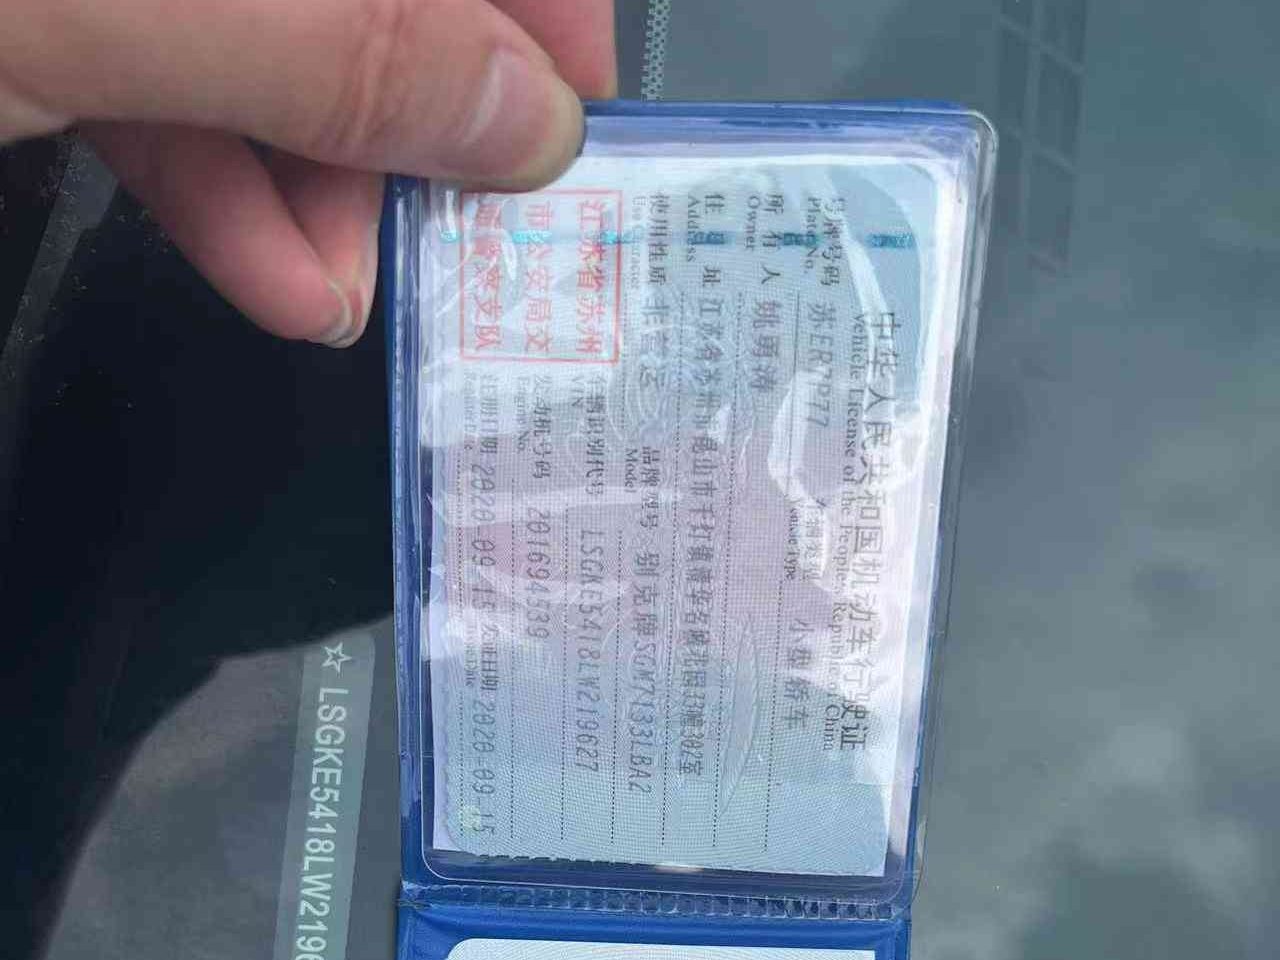 中华人民共和国机动车行驶证
Vehicle License of the People's Republic of China
号牌号码 苏ER7P77 车辆类型 小型轿车
Plate No. Vehicle Type
所有人 姚勇
Owner
住址 江苏省苏州市昆山市 镇 北园 幢302室
Address
使用性质 非营运 品牌型号 别克牌SGM7133LBA2
Use Character Model
江苏省苏州
市公安局交
通警察支队
车辆识别代号 LSGKE5418LW219627
VIN
发动机号码 201694539
Engine No.
注册日期 2020-09-15 发证日期 2020-09-15
Register Date Issue Date
☆ LSGKE5418LW2196